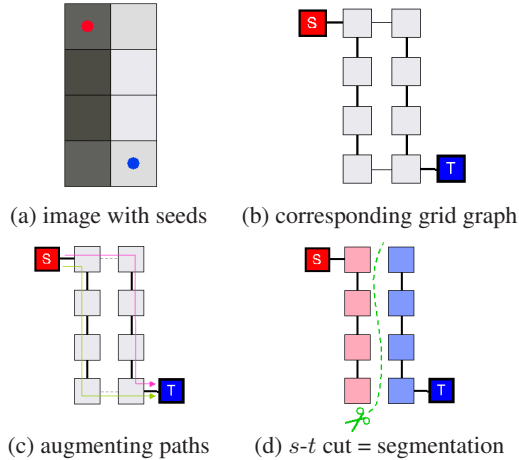 S
T
(a) image with seeds
(b) corresponding grid graph
S
T
S
T
(c) augmenting paths
(d) s-t cut = segmentation